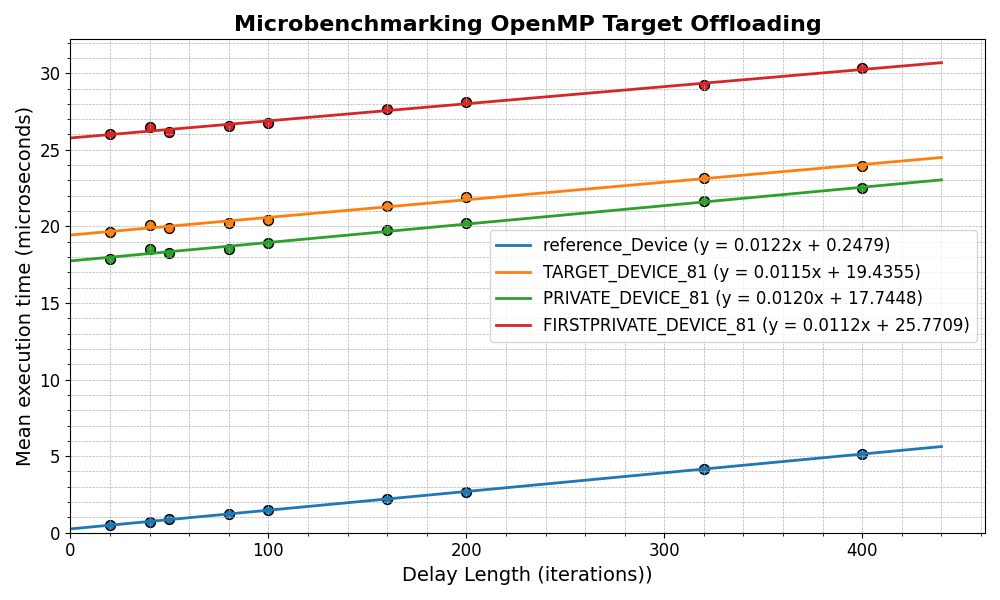 Microbenchmarking OpenMP Target Offloading
Mean execution time (microseconds)
30
25
20
15
10
5
0
reference_Device (y = 0.0122x + 0.2479)
TARGET_DEVICE_81 (y = 0.0115x + 19.4355)
PRIVATE_DEVICE_81 (y = 0.0120x + 17.7448)
FIRSTPRIVATE_DEVICE_81 (y = 0.0112x + 25.7709)
0 100 200 300 400
Delay Length (iterations))